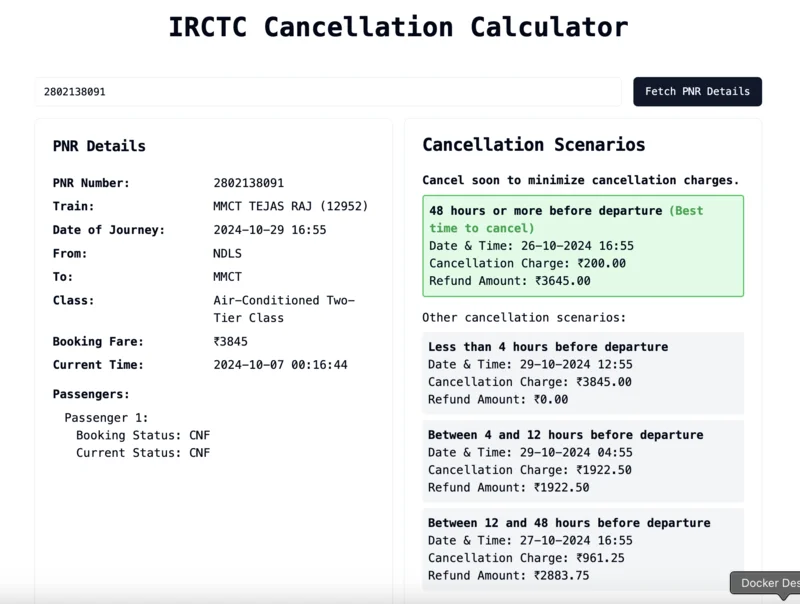 IRCTC Cancellation Calculator
2802138091
Fetch PNR Details
PNR Details
PNR Number: 2802138091
Train: MMCT TEJAS RAJ (12952)
Date of Journey: 2024-10-29 16:55
From: NDLS
To: MMCT
Class: Air-Conditioned Two-
Tier Class
Booking Fare: ₹3845
Current Time: 2024-10-07 00:16:44
Passengers:
Passenger 1:
Booking Status: CNF
Current Status: CNF
Cancellation Scenarios
Cancel soon to minimize cancellation charges.
48 hours or more before departure (Best
time to cancel)
Date & Time: 26-10-2024 16:55
Cancellation Charge: ₹200.00
Refund Amount: ₹3645.00
Other cancellation scenarios:
Less than 4 hours before departure
Date & Time: 29-10-2024 12:55
Cancellation Charge: ₹3845.00
Refund Amount: ₹0.00
Between 4 and 12 hours before departure
Date & Time: 29-10-2024 04:55
Cancellation Charge: ₹1922.50
Refund Amount: ₹1922.50
Between 12 and 48 hours before departure
Date & Time: 27-10-2024 16:55
Cancellation Charge: ₹961.25
Refund Amount: ₹2883.75
Docker Des